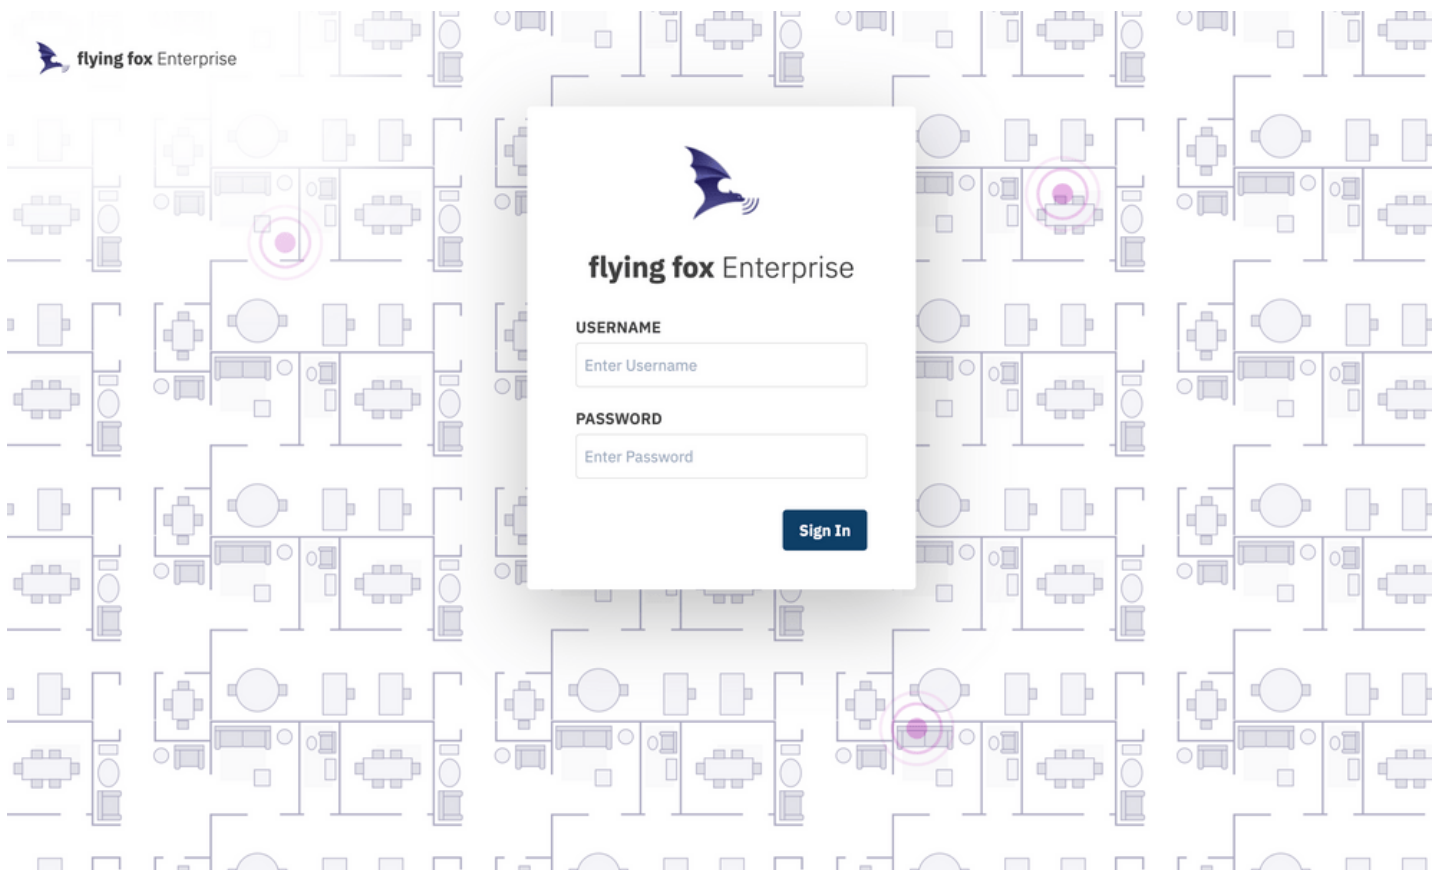 flying fox Enterprise
flying fox Enterprise
USERNAME
Enter Username
PASSWORD
Enter Password
Sign In